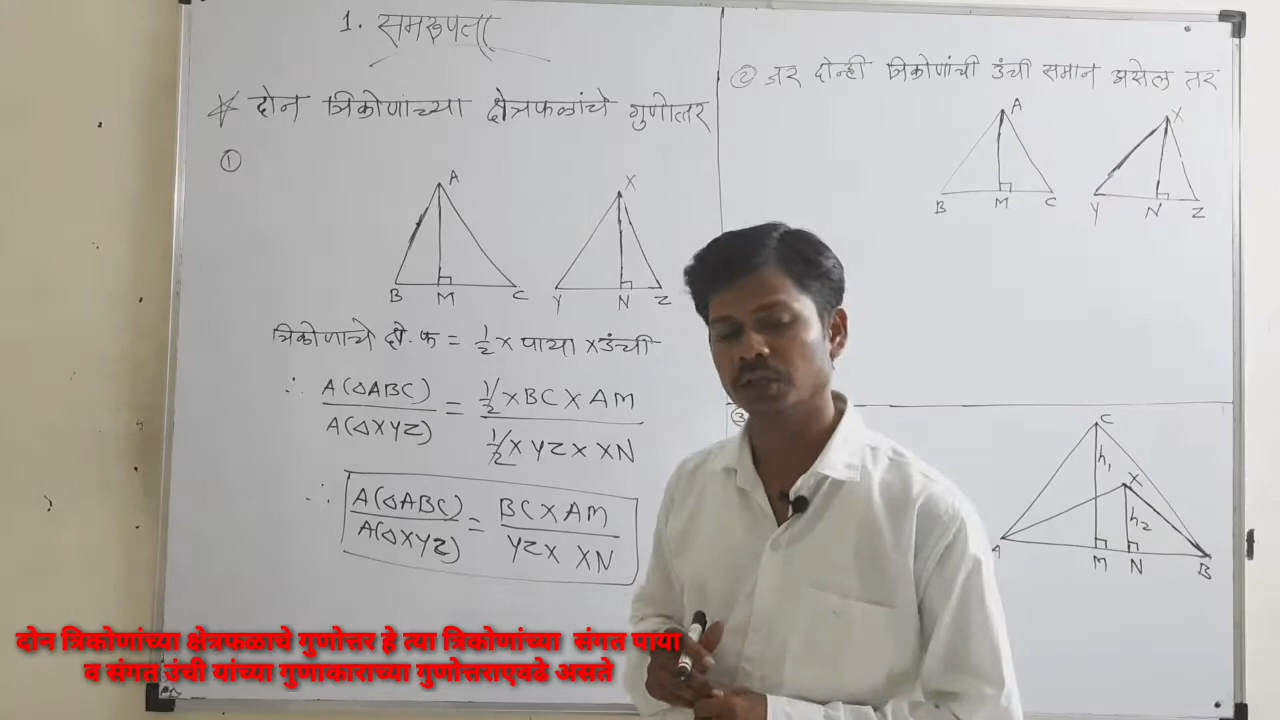 1. समरूपता
* दोन त्रिकोणांच्या क्षेत्रफळांचे गुणोत्तर
①
A
X
B M C Y N Z
त्रिकोणाचे क्षे. फ = 1/2 x पाया x उंची
∴ A(△ABC)/A(△XYZ) = 1/2 x BC x AM / 1/2 x YZ x XN
∴ A(△ABC)/A(△XYZ) = BC x AM / YZ x XN
② जर दोन्ही त्रिकोणांची उंची समान असेल तर
A
X
B M C Y N Z
③
C
h₁
X
h₂
A M N B
दोन त्रिकोणांच्या क्षेत्रफळाचे गुणोत्तर हे त्या त्रिकोणांच्या संगत पाया
व संगत उंची यांच्या गुणाकाराच्या गुणोत्तराएवढे असते